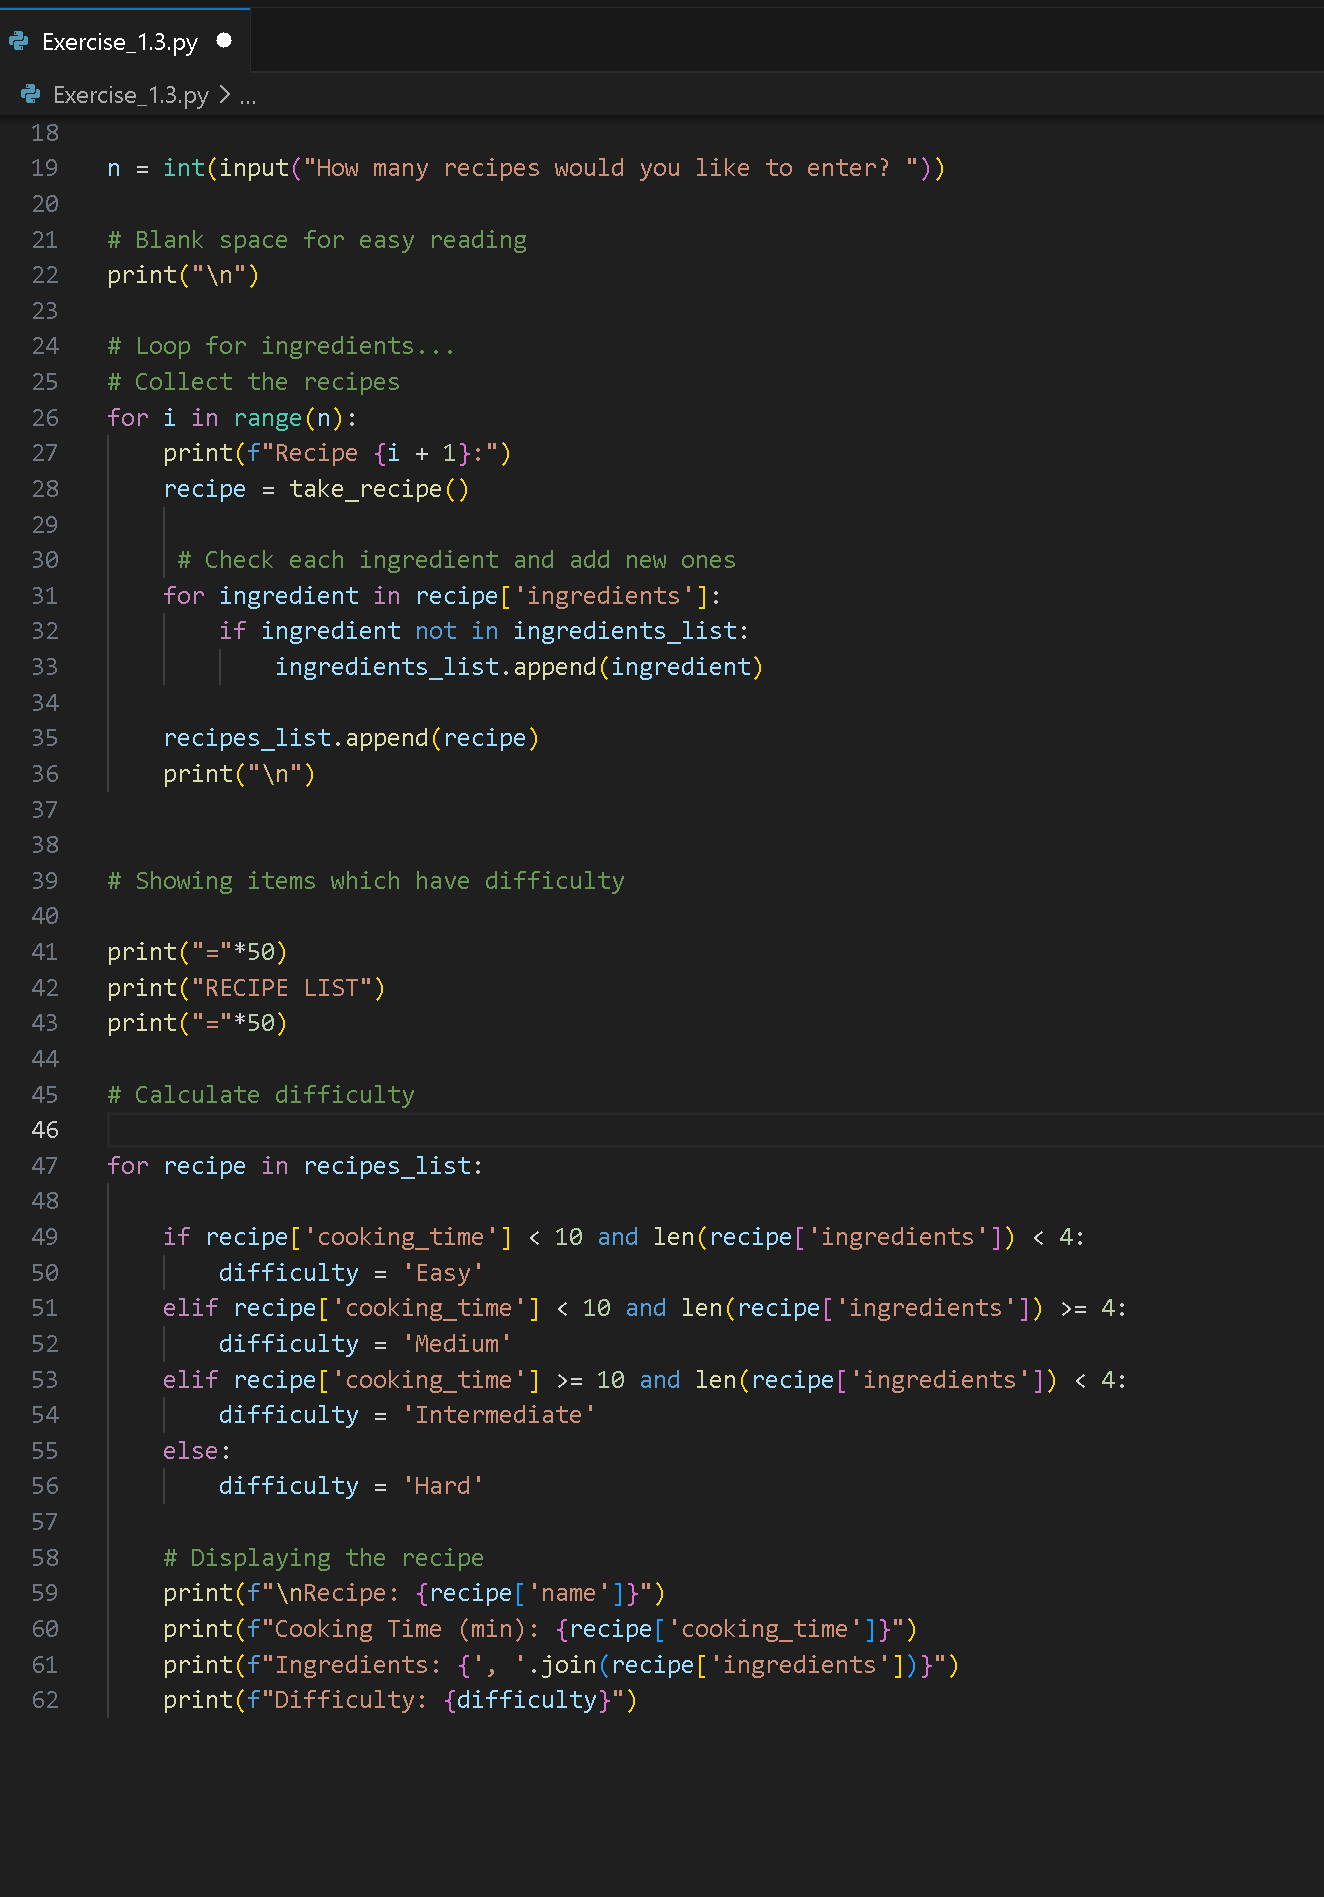 Exercise_1.3.py
Exercise_1.3.py > ...
18
19 n = int(input("How many recipes would you like to enter? "))
20
21 # Blank space for easy reading
22 print("\n")
23
24 # Loop for ingredients...
25 # Collect the recipes
26 for i in range(n):
27     print(f"Recipe {i + 1}:")
28     recipe = take_recipe()
29
30      # Check each ingredient and add new ones
31     for ingredient in recipe['ingredients']:
32         if ingredient not in ingredients_list:
33             ingredients_list.append(ingredient)
34
35     recipes_list.append(recipe)
36     print("\n")
37
38
39 # Showing items which have difficulty
40
41 print("="*50)
42 print("RECIPE LIST")
43 print("="*50)
44
45 # Calculate difficulty
46
47 for recipe in recipes_list:
48
49     if recipe['cooking_time'] < 10 and len(recipe['ingredients']) < 4:
50         difficulty = 'Easy'
51     elif recipe['cooking_time'] < 10 and len(recipe['ingredients']) >= 4:
52         difficulty = 'Medium'
53     elif recipe['cooking_time'] >= 10 and len(recipe['ingredients']) < 4:
54         difficulty = 'Intermediate'
55     else:
56         difficulty = 'Hard'
57
58     # Displaying the recipe
59     print(f"\nRecipe: {recipe['name']}")
60     print(f"Cooking Time (min): {recipe['cooking_time']}")
61     print(f"Ingredients: {', '.join(recipe['ingredients'])}")
62     print(f"Difficulty: {difficulty}")